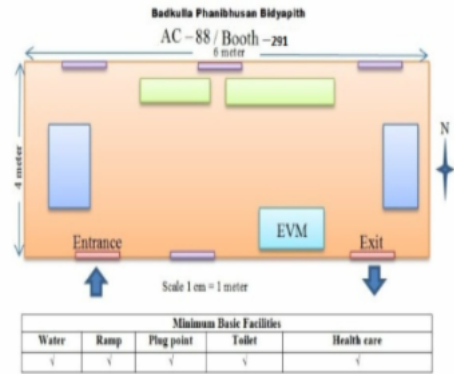 Badkulla Phanibhusan Bidyapith
AC – 88 / Booth –291
6 meter
4 meter
N
EVM
Entrance
Exit
Scale 1 cm = 1 meter
Minimum Basic Facilities
Water Ramp Plug point Toilet Health care
√ √ √ √ √